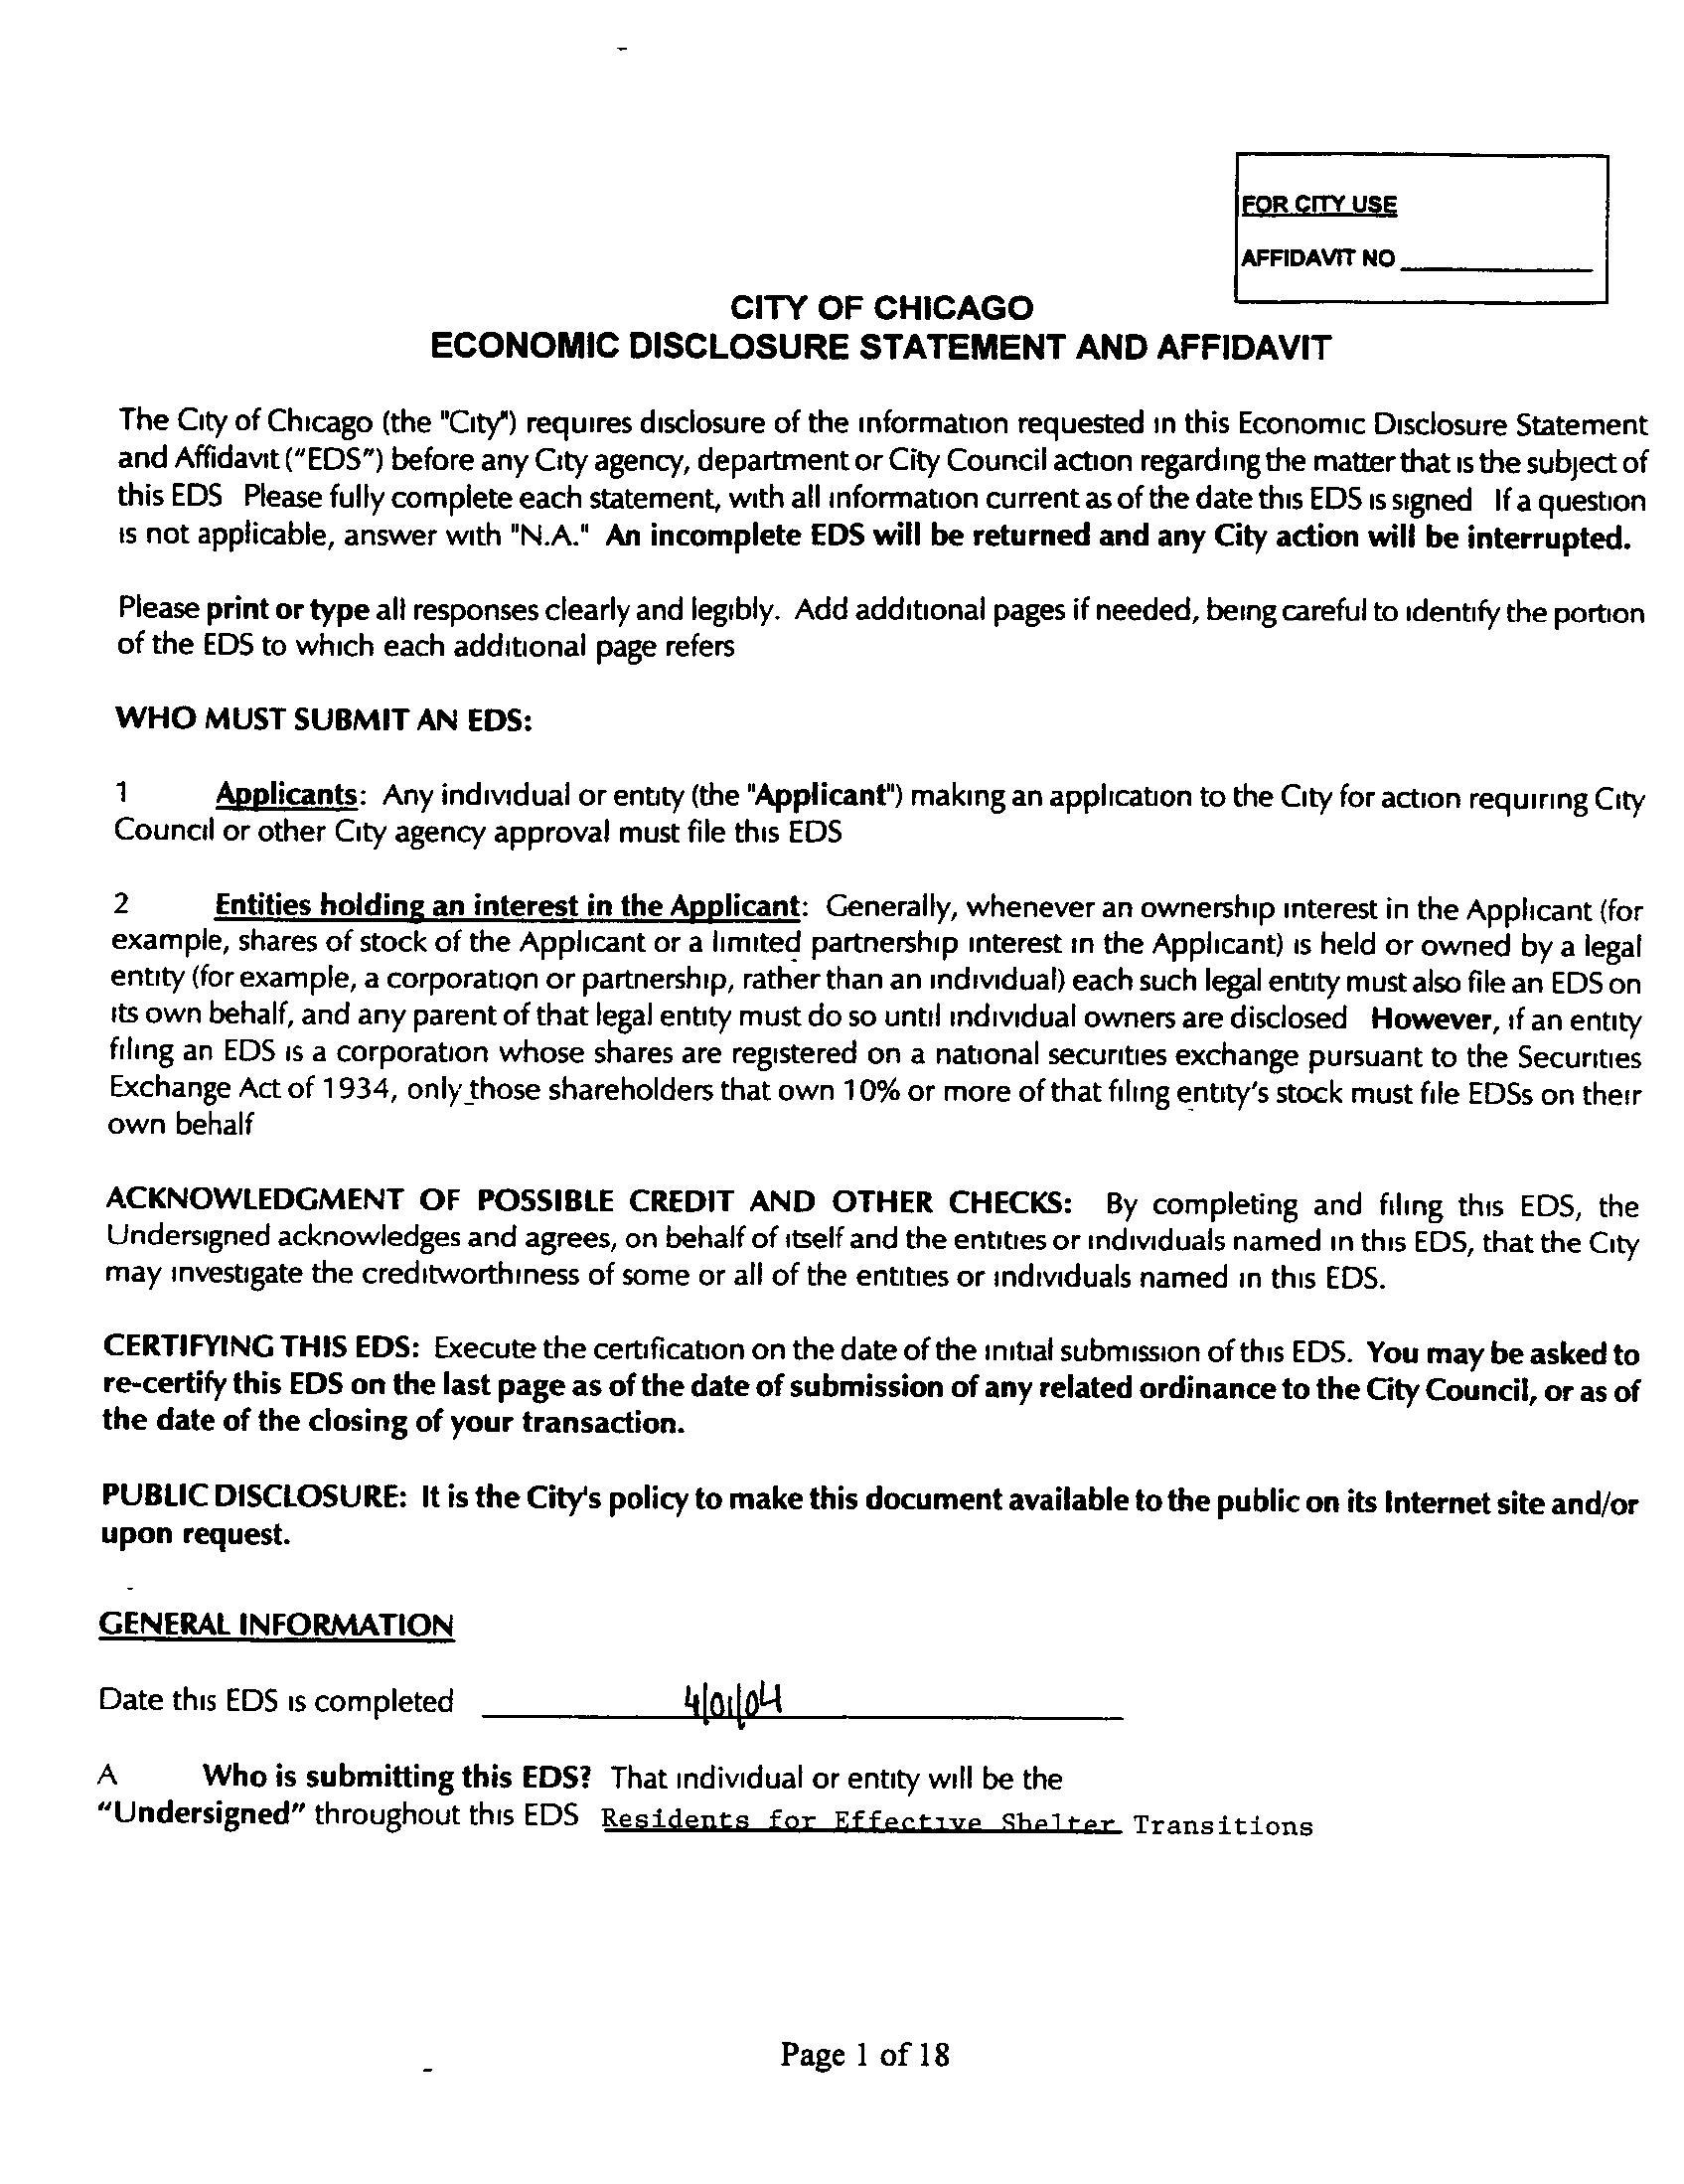 FOR CITY USE
AFFIDAVIT NO
CITY OF CHICAGO
ECONOMIC DISCLOSURE STATEMENT AND AFFIDAVIT
The City of Chicago (the "City") requires disclosure of the information requested in this Economic Disclosure Statement
and Affidavit ("EDS") before any City agency, department or City Council action regarding the matter that is the subject of
this EDS Please fully complete each statement, with all information current as of the date this EDS is signed If a question
is not applicable, answer with "N.A." An incomplete EDS will be returned and any City action will be interrupted.
Please print or type all responses clearly and legibly. Add additional pages if needed, being careful to identify the portion
of the EDS to which each additional page refers
WHO MUST SUBMIT AN EDS:
1 Applicants: Any individual or entity (the "Applicant") making an application to the City for action requiring City
Council or other City agency approval must file this EDS
2 Entities holding an interest in the Applicant: Generally, whenever an ownership interest in the Applicant (for
example, shares of stock of the Applicant or a limited partnership interest in the Applicant) is held or owned by a legal
entity (for example, a corporation or partnership, rather than an individual) each such legal entity must also file an EDS on
its own behalf, and any parent of that legal entity must do so until individual owners are disclosed However, if an entity
filing an EDS is a corporation whose shares are registered on a national securities exchange pursuant to the Securities
Exchange Act of 1934, only those shareholders that own 10% or more of that filing entity's stock must file EDSs on their
own behalf
ACKNOWLEDGMENT OF POSSIBLE CREDIT AND OTHER CHECKS: By completing and filing this EDS, the
Undersigned acknowledges and agrees, on behalf of itself and the entities or individuals named in this EDS, that the City
may investigate the creditworthiness of some or all of the entities or individuals named in this EDS.
CERTIFYING THIS EDS: Execute the certification on the date of the initial submission of this EDS. You may be asked to
re-certify this EDS on the last page as of the date of submission of any related ordinance to the City Council, or as of
the date of the closing of your transaction.
PUBLIC DISCLOSURE: It is the City's policy to make this document available to the public on its Internet site and/or
upon request.
GENERAL INFORMATION
Date this EDS is completed 4/01/04
A Who is submitting this EDS? That individual or entity will be the
"Undersigned" throughout this EDS Residents for Effective Shelter Transitions
Page 1 of 18